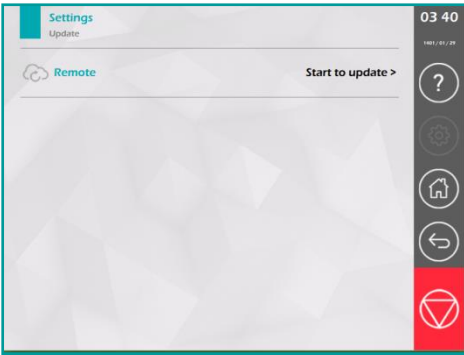 Settings
Update
Remote
Start to update >
03 40
1401/01/29
?